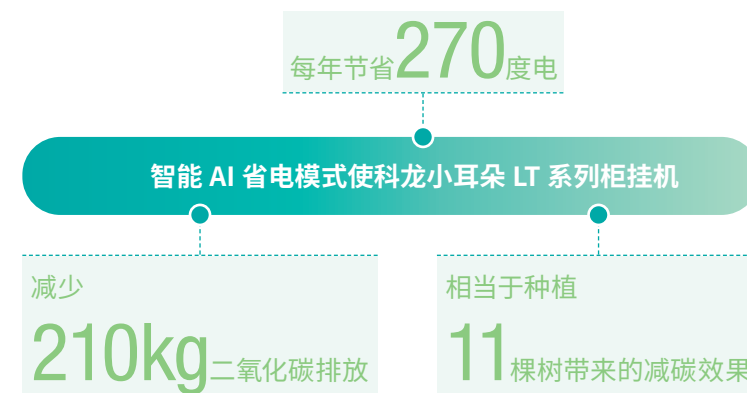 每年节省270度电
智能 AI 省电模式使科龙小耳朵 LT 系列柜挂机
减少
210kg二氧化碳排放
相当于种植
11棵树带来的减碳效果